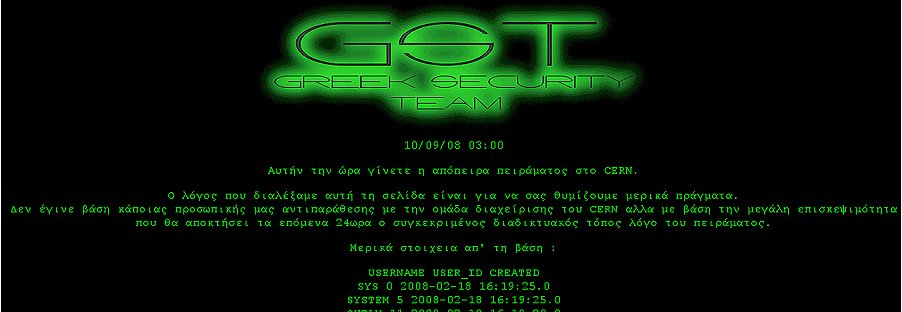 GST
GREEK SECURITY
TEAM
10/09/08 03:00
Αυτήν την ώρα γίνετε η απόπειρα πειράματος στο CERN.
Ο λόγος που διαλέξαμε αυτή τη σελίδα είναι για να σας θυμίζουμε μερικά πράγματα.
Δεν έγινε βάση κάποιας προσωπικής μας αντιπαράθεσης με την ομάδα διαχείρισης του CERN αλλα με βάση την μεγάλη επισκεψιμότητα
που θα αποκτήσει τα επόμενα 24ωρα ο συγκεκριμένος διαδικτυακός τόπος λόγο του πειράματος.
Μερικά στοιχεια απ' τη βάση :
USERNAME USER_ID CREATED
SYS 0 2008-02-18 16:19:25.0
SYSTEM 5 2008-02-18 16:19:25.0